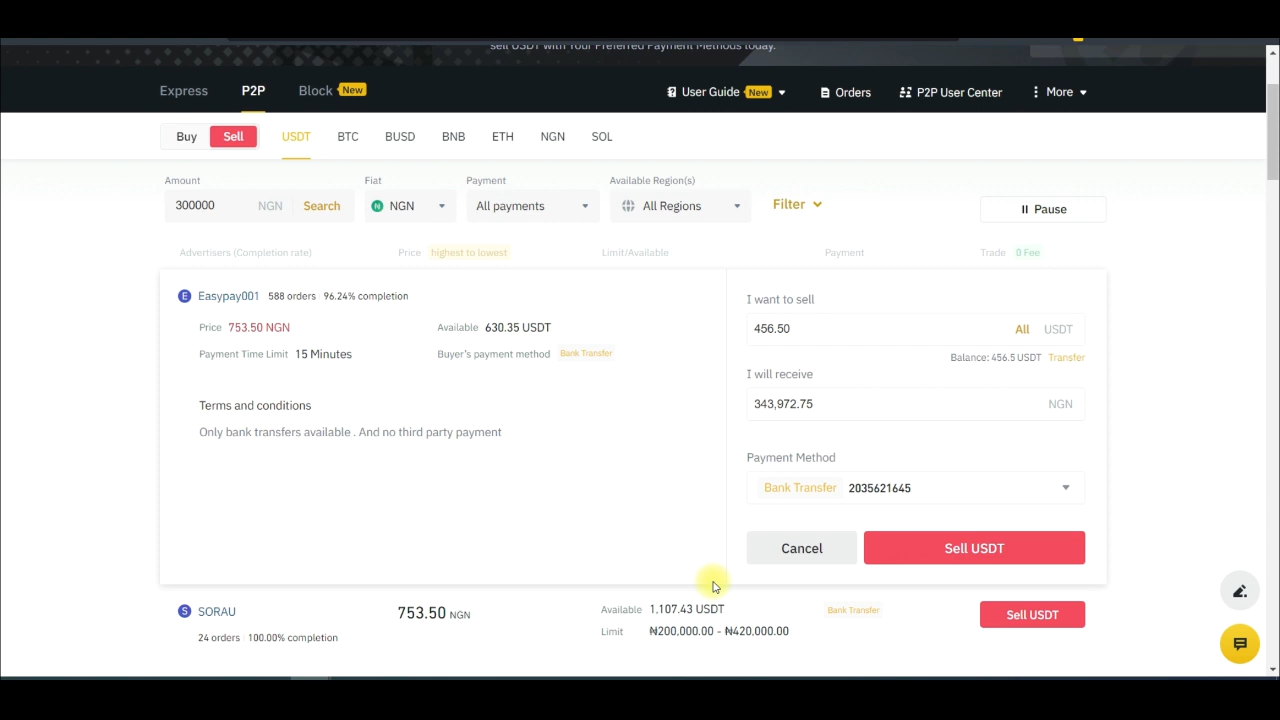 sell USDT with Your Preferred Payment Methods today.
Express P2P Block New User Guide New Orders P2P User Center More
Buy Sell USDT BTC BUSD BNB ETH NGN SOL
Amount Fiat Payment Available Region(s)
300000 NGN Search N NGN All payments All Regions Filter Pause
Advertisers (Completion rate) Price highest to lowest Limit/Available Payment Trade 0 Fee
E Easypay001 588 orders 96.24% completion
Price 753.50 NGN Available 630.35 USDT
Payment Time Limit 15 Minutes Buyer's payment method Bank Transfer
Terms and conditions
Only bank transfers available . And no third party payment
I want to sell
456.50 All USDT
Balance: 456.5 USDT Transfer
I will receive
343,972.75 NGN
Payment Method
Bank Transfer 2035621645
Cancel Sell USDT
S SORAU 753.50 NGN Available 1,107.43 USDT Bank Transfer Sell USDT
24 orders 100.00% completion Limit ₦200,000.00 - ₦420,000.00